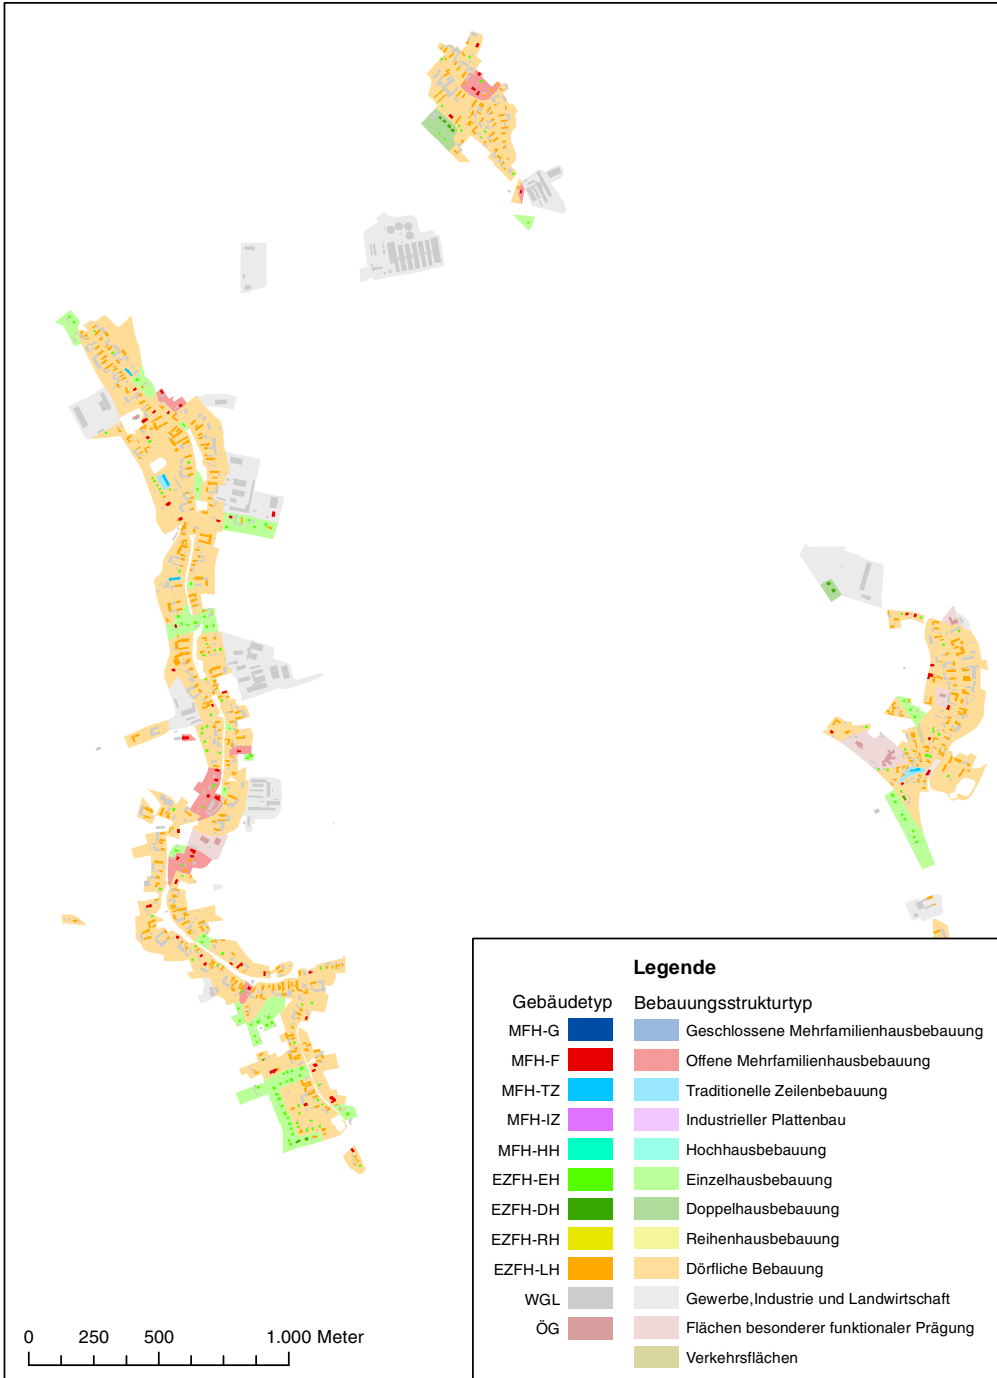 Legende
Gebäudetyp Bebauungsstrukturtyp
MFH-G Geschlossene Mehrfamilienhausbebauung
MFH-F Offene Mehrfamilienhausbebauung
MFH-TZ Traditionelle Zeilenbebauung
MFH-IZ Industrieller Plattenbau
MFH-HH Hochhausbebauung
EZFH-EH Einzelhausbebauung
EZFH-DH Doppelhausbebauung
EZFH-RH Reihenhausbebauung
EZFH-LH Dörfliche Bebauung
WGL Gewerbe,Industrie und Landwirtschaft
ÖG Flächen besonderer funktionaler Prägung
Verkehrsflächen
0 250 500 1.000 Meter